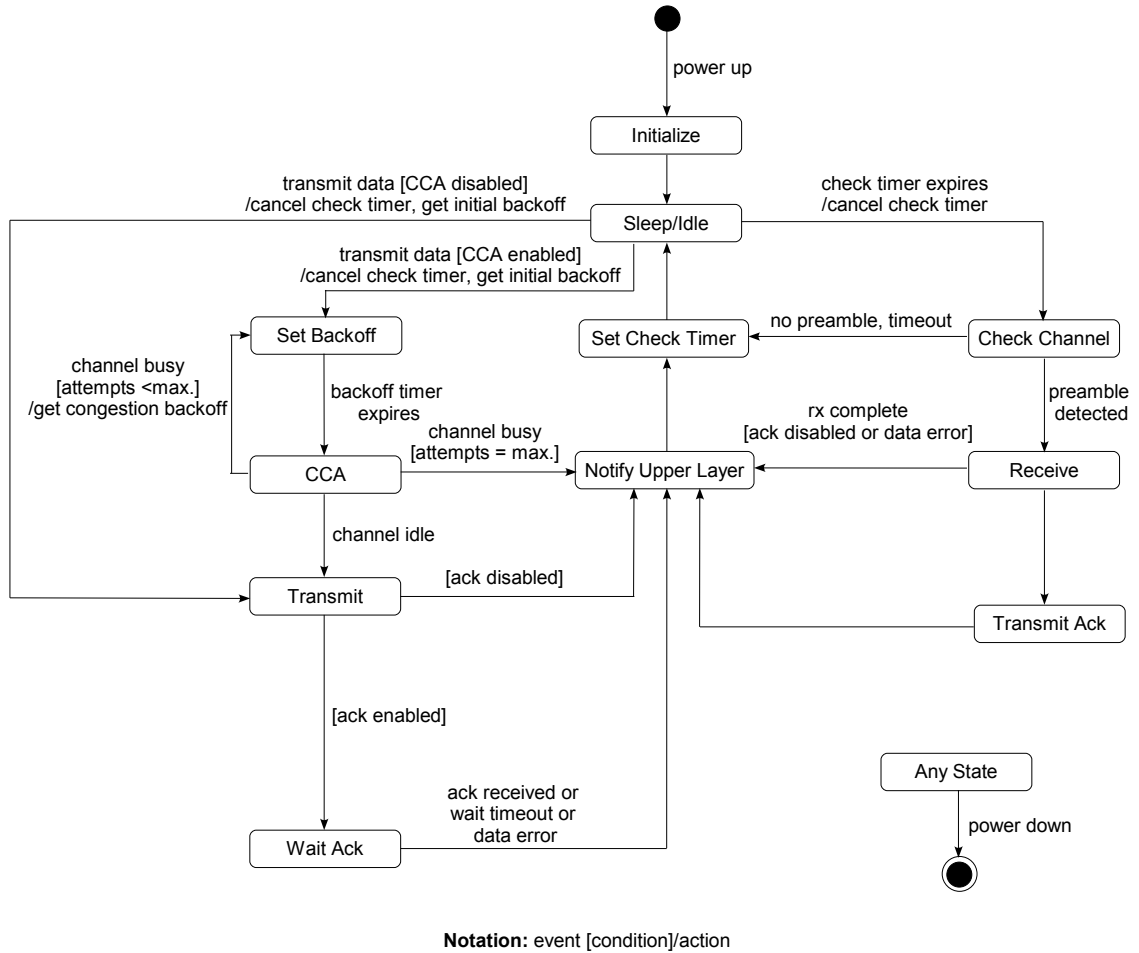 power up
Initialize
transmit data [CCA disabled]
/cancel check timer, get initial backoff
check timer expires
/cancel check timer
Sleep/Idle
transmit data [CCA enabled]
/cancel check timer, get initial backoff
Set Backoff
Set Check Timer
no preamble, timeout
Check Channel
channel busy
[attempts <max.]
/get congestion backoff
backoff timer
expires
preamble
detected
channel busy
[attempts = max.]
rx complete
[ack disabled or data error]
CCA
Notify Upper Layer
Receive
channel idle
Transmit
[ack disabled]
Transmit Ack
[ack enabled]
Any State
ack received or
wait timeout or
data error
power down
Wait Ack
Notation: event [condition]/action